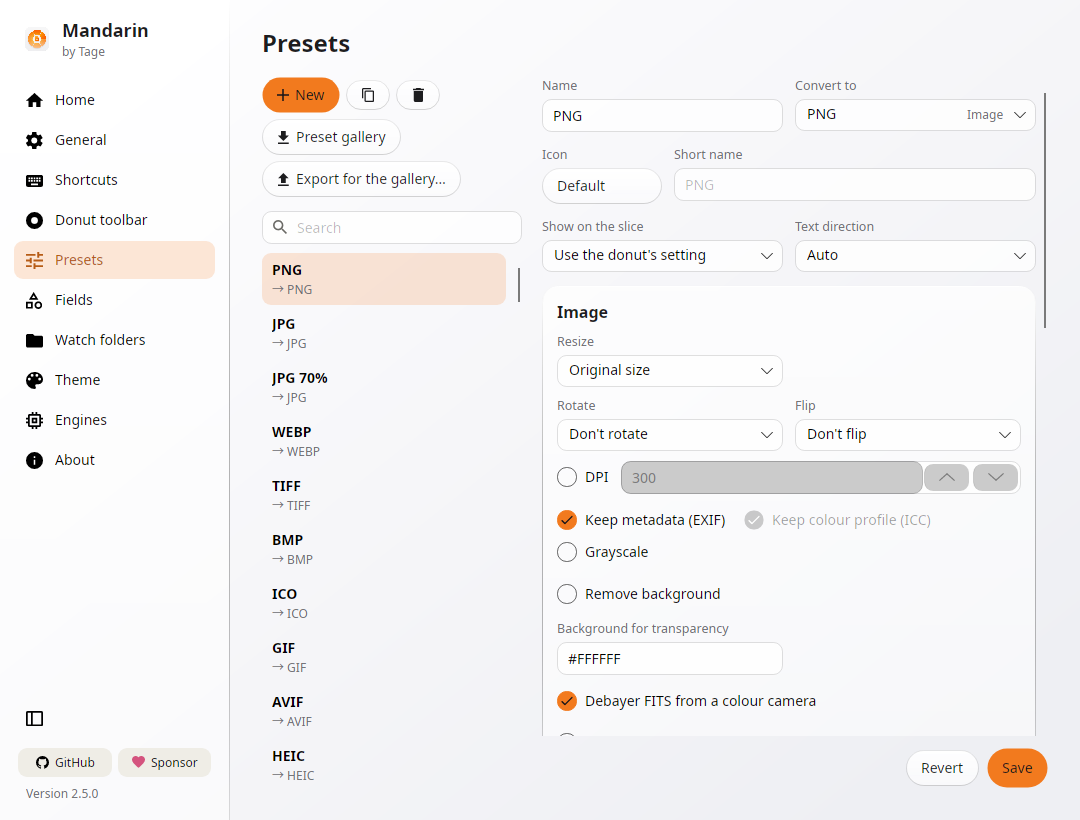 Mandarin
by Tage
Home
General
Shortcuts
Donut toolbar
Presets
Fields
Watch folders
Theme
Engines
About
GitHub
Sponsor
Version 2.5.0
Presets
New
Preset gallery
Export for the gallery...
Search
PNG
→ PNG
JPG
→ JPG
JPG 70%
→ JPG
WEBP
→ WEBP
TIFF
→ TIFF
BMP
→ BMP
ICO
→ ICO
GIF
→ GIF
AVIF
→ AVIF
HEIC
→ HEIC
Name
Convert to
PNG
PNG Image
Icon
Short name
Default
PNG
Show on the slice
Text direction
Use the donut's setting
Auto
Image
Resize
Original size
Rotate
Flip
Don't rotate
Don't flip
DPI
300
Keep metadata (EXIF)
Keep colour profile (ICC)
Grayscale
Remove background
Background for transparency
#FFFFFF
Debayer FITS from a colour camera
Revert
Save